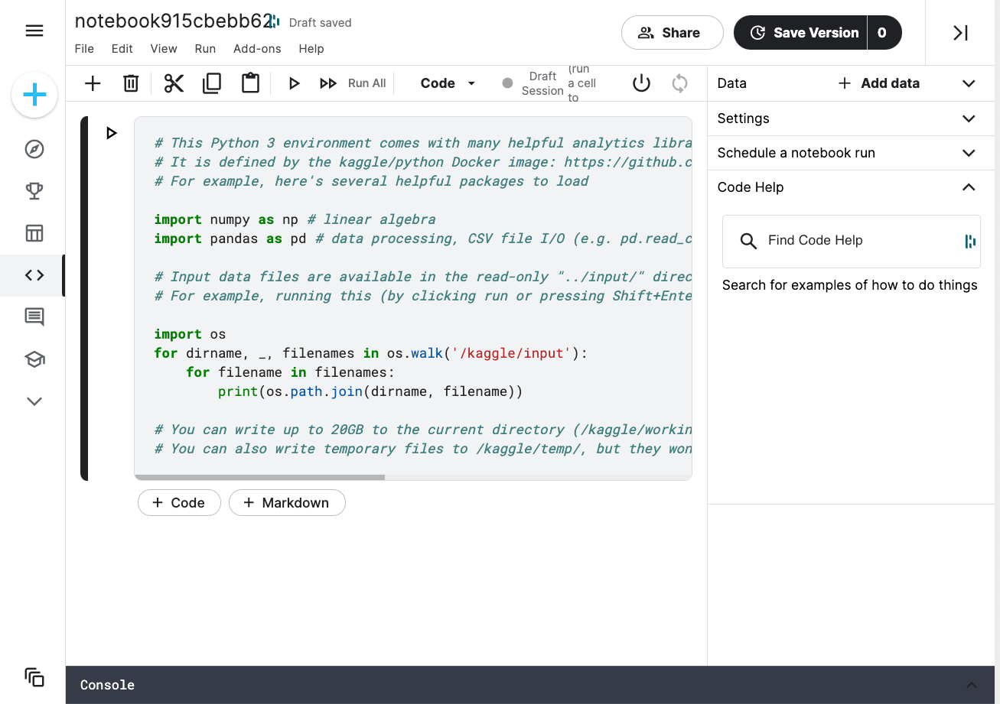 notebook915cbebb62
Draft saved
Share
Save Version
0
File
Edit
View
Run
Add-ons
Help
Run All
Code
Draft
Session
(run
a cell
to
Data
Add data
Settings
Schedule a notebook run
Code Help
Find Code Help
Search for examples of how to do things
# This Python 3 environment comes with many helpful analytics libra
# It is defined by the kaggle/python Docker image: https://github.c
# For example, here's several helpful packages to load
import numpy as np # linear algebra
import pandas as pd # data processing, CSV file I/O (e.g. pd.read_c
# Input data files are available in the read-only "../input/" direc
# For example, running this (by clicking run or pressing Shift+Ente
import os
for dirname, _, filenames in os.walk('/kaggle/input'):
    for filename in filenames:
        print(os.path.join(dirname, filename))
# You can write up to 20GB to the current directory (/kaggle/workin
# You can also write temporary files to /kaggle/temp/, but they won
+ Code
+ Markdown
Console